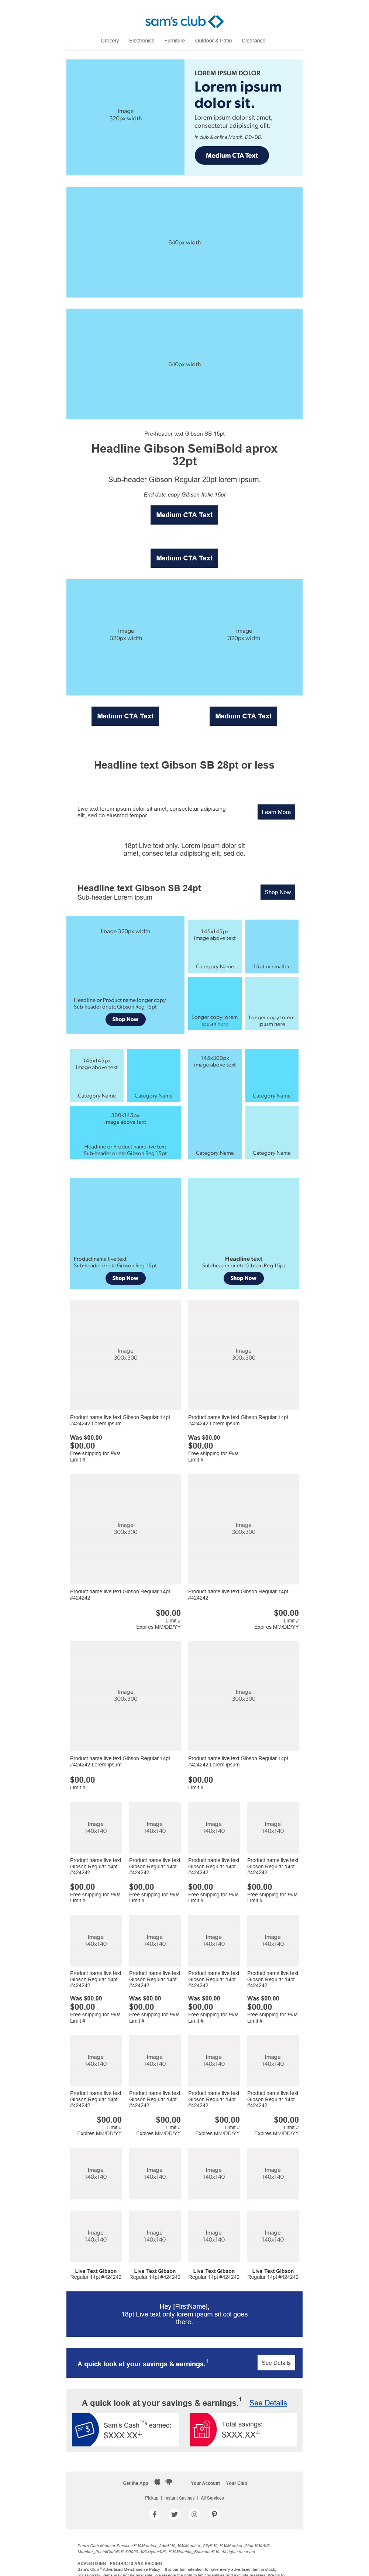 sam's club
Grocery Electronics Furniture Outdoor & Patio Clearance
Image
320px width
LOREM IPSUM DOLOR
Lorem ipsum
dolor sit.
Lorem ipsum dolor sit amet,
consectetur adipiscing elit.
In club & online Month. DD–DD.
Medium CTA Text
640px width
640px width
Pre-header text Gibson SB 15pt
Headline Gibson SemiBold aprox
32pt
Sub-header Gibson Regular 20pt lorem ipsum.
End date copy Gibson Italic 15pt
Medium CTA Text
Medium CTA Text
Image
320px width
Image
320px width
Medium CTA Text
Medium CTA Text
Headline text Gibson SB 28pt or less
Live text lorem ipsum dolor sit amet, consectetur adipiscing
elit, sed do eiusmod tempor
Learn More
18pt Live text only. Lorem ipsum dolor sit
amet, consec tetur adipiscing elit, sed do.
Headline text Gibson SB 24pt
Sub-header Lorem ipsum
Shop Now
Image 320px width
Headline or Product name longer copy
Sub-header or etc Gibson Reg 15pt
Shop Now
145x145px
image above text
Category Name
15pt or smaller
Longer copy lorem
ipsum here
Longer copy lorem
ipsum here
145x145px
image above text
Category Name
Category Name
300x145px
image above text
Headline or Product name live text
Sub-header or etc Gibson Reg 15pt
145x300px
image above text
Category Name
Category Name
Category Name
Product name live text
Sub-header or etc Gibson Reg 15pt
Shop Now
Headline text
Sub-header or etc Gibson Reg 15pt
Shop Now
Image
300x300
Image
300x300
Product name live text Gibson Regular 14pt
#424242 Lorem ipsum
Was $00.00
$00.00
Free shipping for Plus
Limit #
Product name live text Gibson Regular 14pt
#424242 Lorem ipsum
Was $00.00
$00.00
Free shipping for Plus
Limit #
Image
300x300
Image
300x300
Product name live text Gibson Regular 14pt
#424242
$00.00
Limit #
Expires MM/DD/YY
Product name live text Gibson Regular 14pt
#424242
$00.00
Limit #
Expires MM/DD/YY
Image
300x300
Image
300x300
Product name live text Gibson Regular 14pt
#424242 Lorem ipsum
$00.00
Limit #
Product name live text Gibson Regular 14pt
#424242 Lorem ipsum
$00.00
Limit #
Image
140x140
Image
140x140
Image
140x140
Image
140x140
Product name live text
Gibson Regular 14pt
#424242
$00.00
Free shipping for Plus
Limit #
Product name live text
Gibson Regular 14pt
#424242
$00.00
Free shipping for Plus
Limit #
Product name live text
Gibson Regular 14pt
#424242
$00.00
Free shipping for Plus
Limit #
Product name live text
Gibson Regular 14pt
#424242
$00.00
Free shipping for Plus
Limit #
Image
140x140
Image
140x140
Image
140x140
Image
140x140
Product name live text
Gibson Regular 14pt
#424242
Was $00.00
$00.00
Free shipping for Plus
Limit #
Product name live text
Gibson Regular 14pt
#424242
Was $00.00
$00.00
Free shipping for Plus
Limit #
Product name live text
Gibson Regular 14pt
#424242
Was $00.00
$00.00
Free shipping for Plus
Limit #
Product name live text
Gibson Regular 14pt
#424242
Was $00.00
$00.00
Free shipping for Plus
Limit #
Image
140x140
Image
140x140
Image
140x140
Image
140x140
Product name live text
Gibson Regular 14pt
#424242
$00.00
Limit #
Expires MM/DD/YY
Product name live text
Gibson Regular 14pt
#424242
$00.00
Limit #
Expires MM/DD/YY
Product name live text
Gibson Regular 14pt
#424242
$00.00
Limit #
Expires MM/DD/YY
Product name live text
Gibson Regular 14pt
#424242
$00.00
Limit #
Expires MM/DD/YY
Image
140x140
Image
140x140
Image
140x140
Image
140x140
Image
140x140
Image
140x140
Image
140x140
Image
140x140
Live Text Gibson
Regular 14pt #424242
Live Text Gibson
Regular 14pt #424242
Live Text Gibson
Regular 14pt #424242
Live Text Gibson
Regular 14pt #424242
Hey [FirstName],
18pt Live text only lorem ipsum sit col goes
there.
A quick look at your savings & earnings.1
See Details
A quick look at your savings & earnings.1 See Details
Sam's Cash™§ earned:
$XXX.XX‡
Total savings:
$XXX.XX±
Get the App Your Account Your Club
Pickup | Instant Savings | All Services
Sam's Club Member Services
ADVERTISING - PRODUCTS AND PRICING
Sam's Club ® Advertised Merchandise Policy – It is our firm intention to have every advertised item in stock.